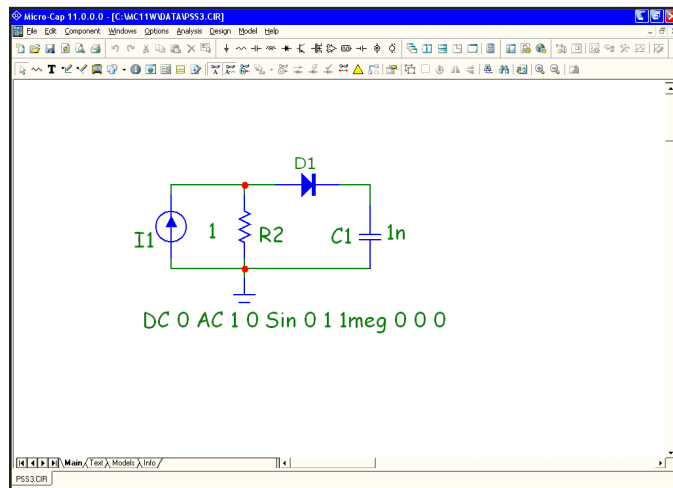 Micro-Cap 11.0.0.0 - [C:\MC11W\DATA\PSS3.CIR]
File Edit Component Windows Options Analysis Design Model Help
D1
I1
1
R2
C1
1n
DC 0 AC 1 0 Sin 0 1 1meg 0 0 0
Main Text Models Info
PSS3.CIR